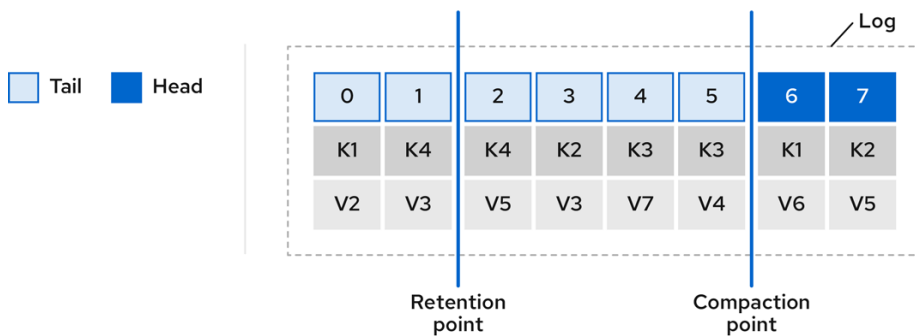 Log
Tail Head
0 1 2 3 4 5 6 7
K1 K4 K4 K2 K3 K3 K1 K2
V2 V3 V5 V3 V7 V4 V6 V5
Retention
point
Compaction
point